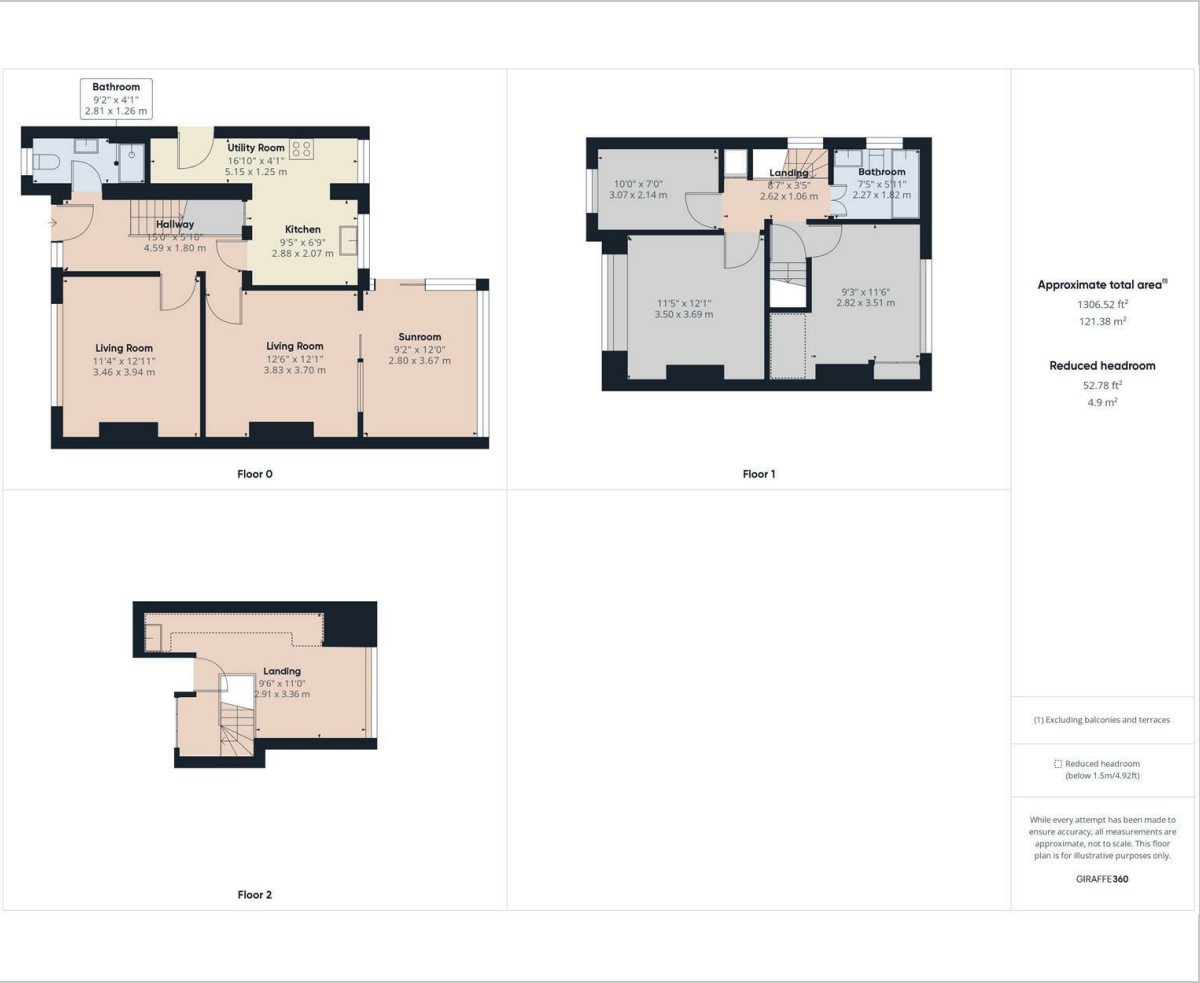 Bathroom
9'2" x 4'1"
2.81 x 1.26 m
Utility Room
16'10" x 4'1"
5.15 x 1.25 m
Hallway
15'0" x 5'10"
4.59 x 1.80 m
Kitchen
9'5" x 6'9"
2.88 x 2.07 m
Living Room
11'4" x 12'11"
3.46 x 3.94 m
Living Room
12'6" x 12'1"
3.83 x 3.70 m
Sunroom
9'2" x 12'0"
2.80 x 3.67 m
Floor 0
10'0" x 7'0"
3.07 x 2.14 m
Landing
8'7" x 3'5"
2.62 x 1.06 m
Bathroom
7'5" x 5'11"
2.27 x 1.82 m
11'5" x 12'1"
3.50 x 3.69 m
9'3" x 11'6"
2.82 x 3.51 m
Floor 1
Landing
9'6" x 11'0"
2.91 x 3.36 m
Floor 2
Approximate total area⁽¹⁾
1306.52 ft²
121.38 m²
Reduced headroom
52.78 ft²
4.9 m²
(1) Excluding balconies and terraces
Reduced headroom
(below 1.5m/4.92ft)
While every attempt has been made to
ensure accuracy, all measurements are
approximate, not to scale. This floor
plan is for illustrative purposes only.
GIRAFFE360